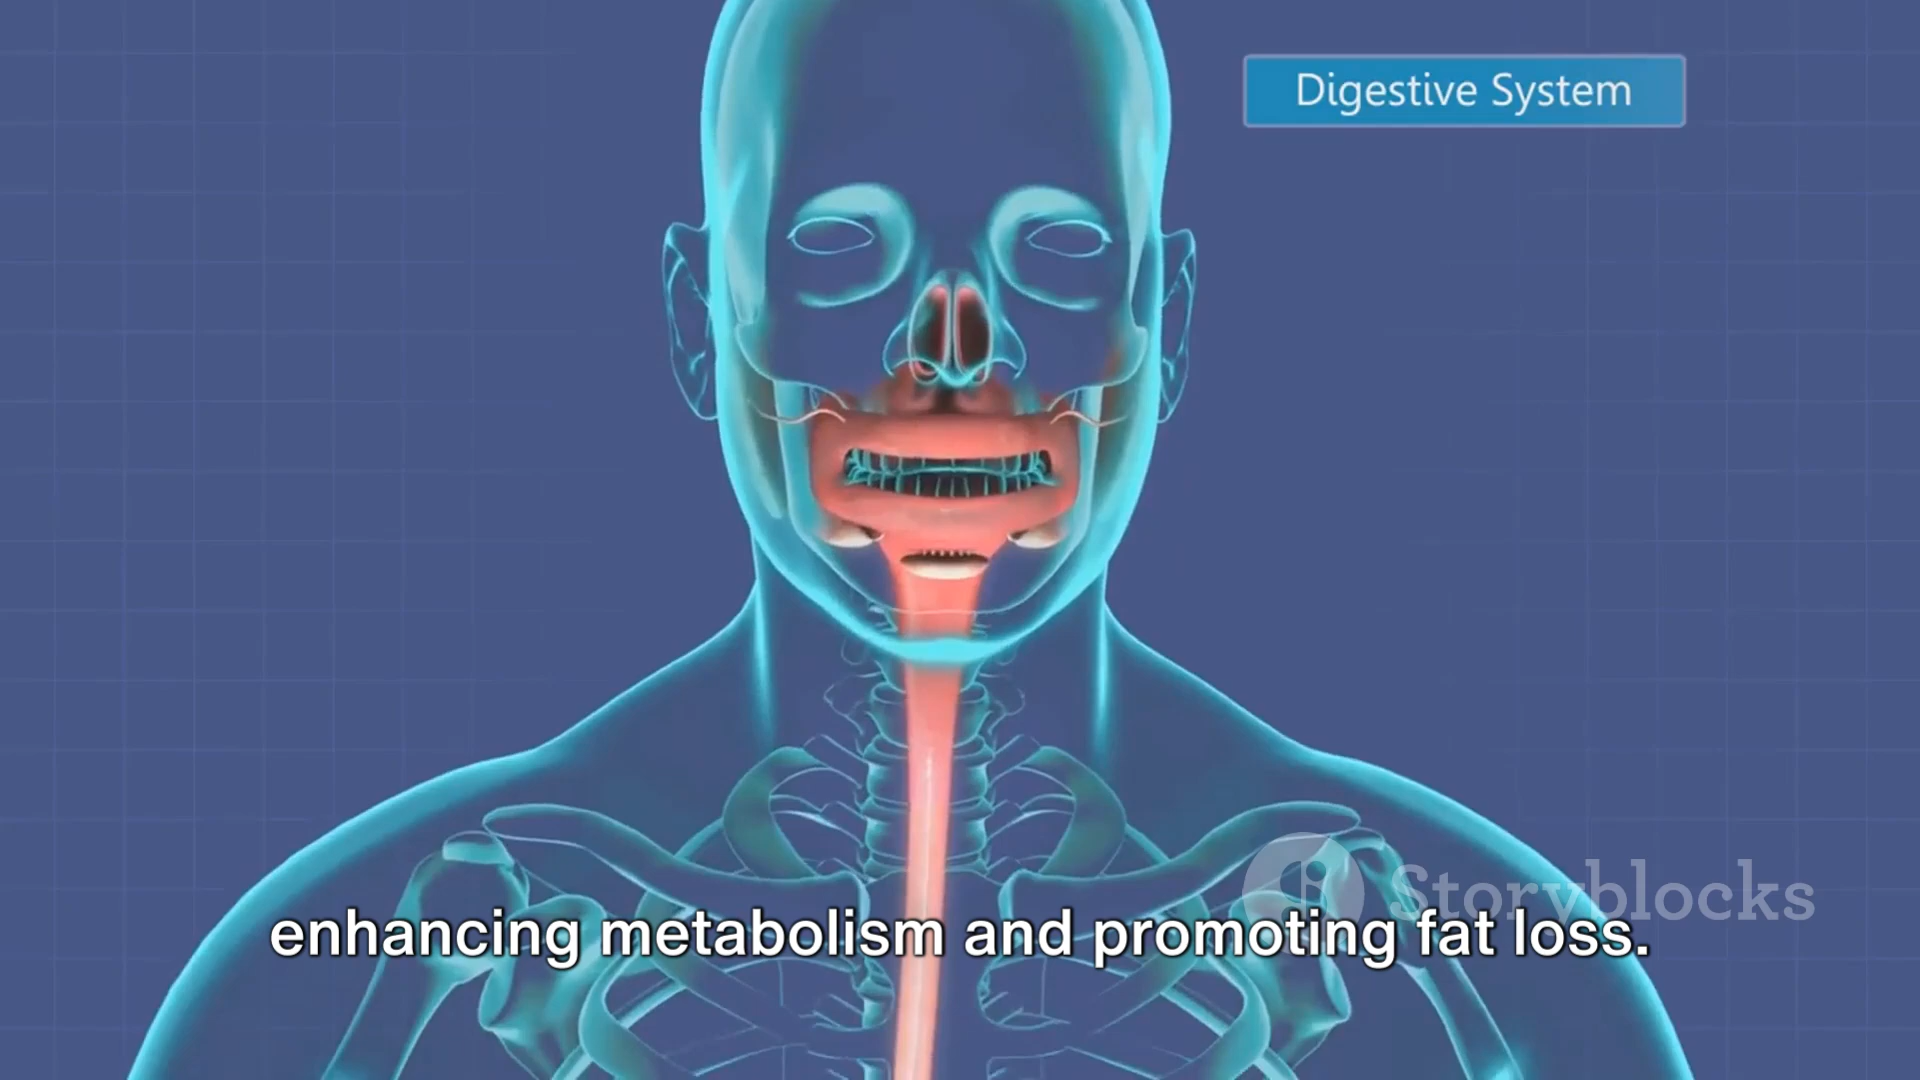 Digestive System
Storyblocks
enhancing metabolism and promoting fat loss.